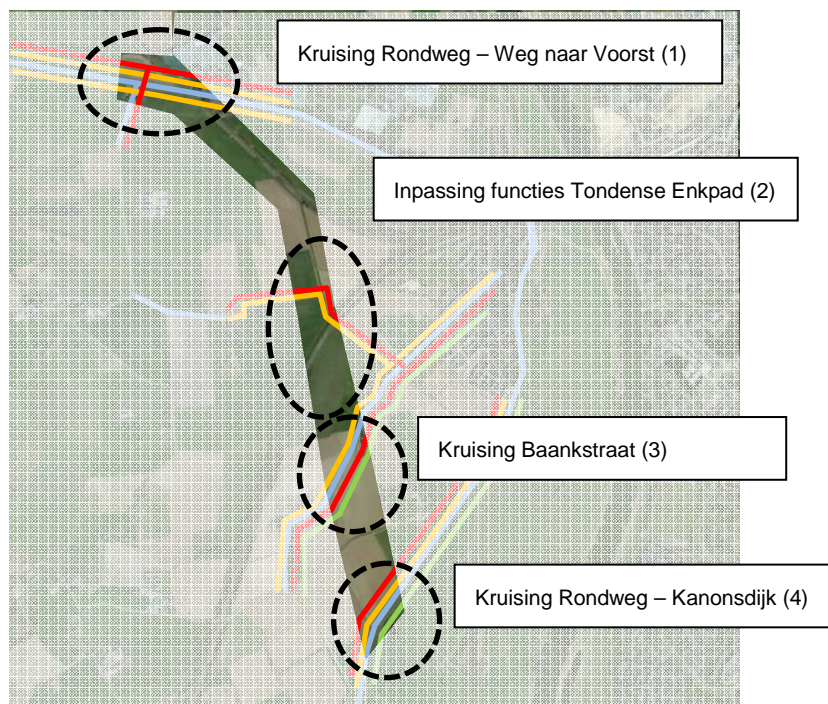 Kruising Rondweg – Weg naar Voorst (1)
Inpassing functies Tondense Enkpad (2)
Kruising Baankstraat (3)
Kruising Rondweg – Kanonsdijk (4)